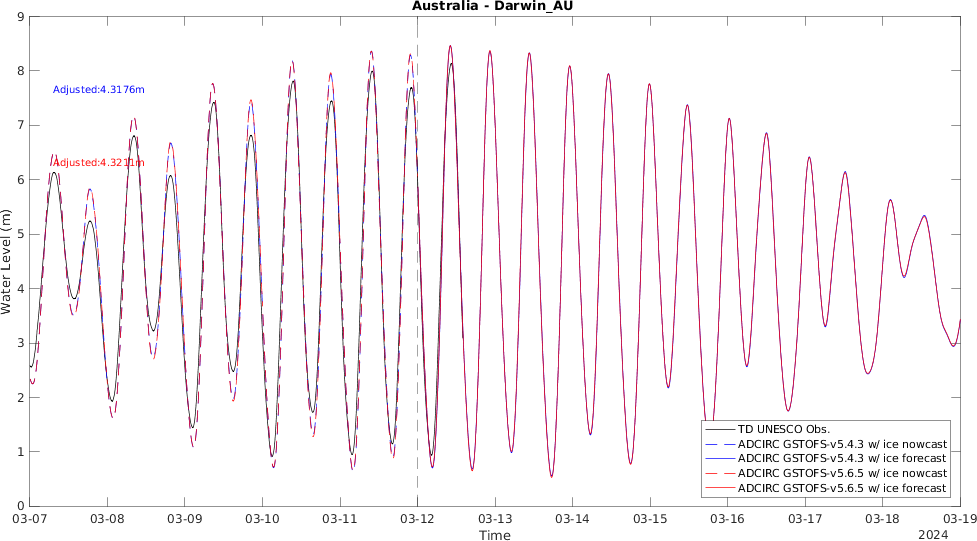 Australia - Darwin_AU
9
8
7
6
5
4
3
2
1
0
Water Level (m)
Adjusted:4.3176m
Adjusted:4.3211m
TD UNESCO Obs.
ADCIRC GSTOFS-v5.4.3 w/ ice nowcast
ADCIRC GSTOFS-v5.4.3 w/ ice forecast
ADCIRC GSTOFS-v5.6.5 w/ ice nowcast
ADCIRC GSTOFS-v5.6.5 w/ ice forecast
03-07 03-08 03-09 03-10 03-11 03-12 03-13 03-14 03-15 03-16 03-17 03-18 03-19
Time
2024